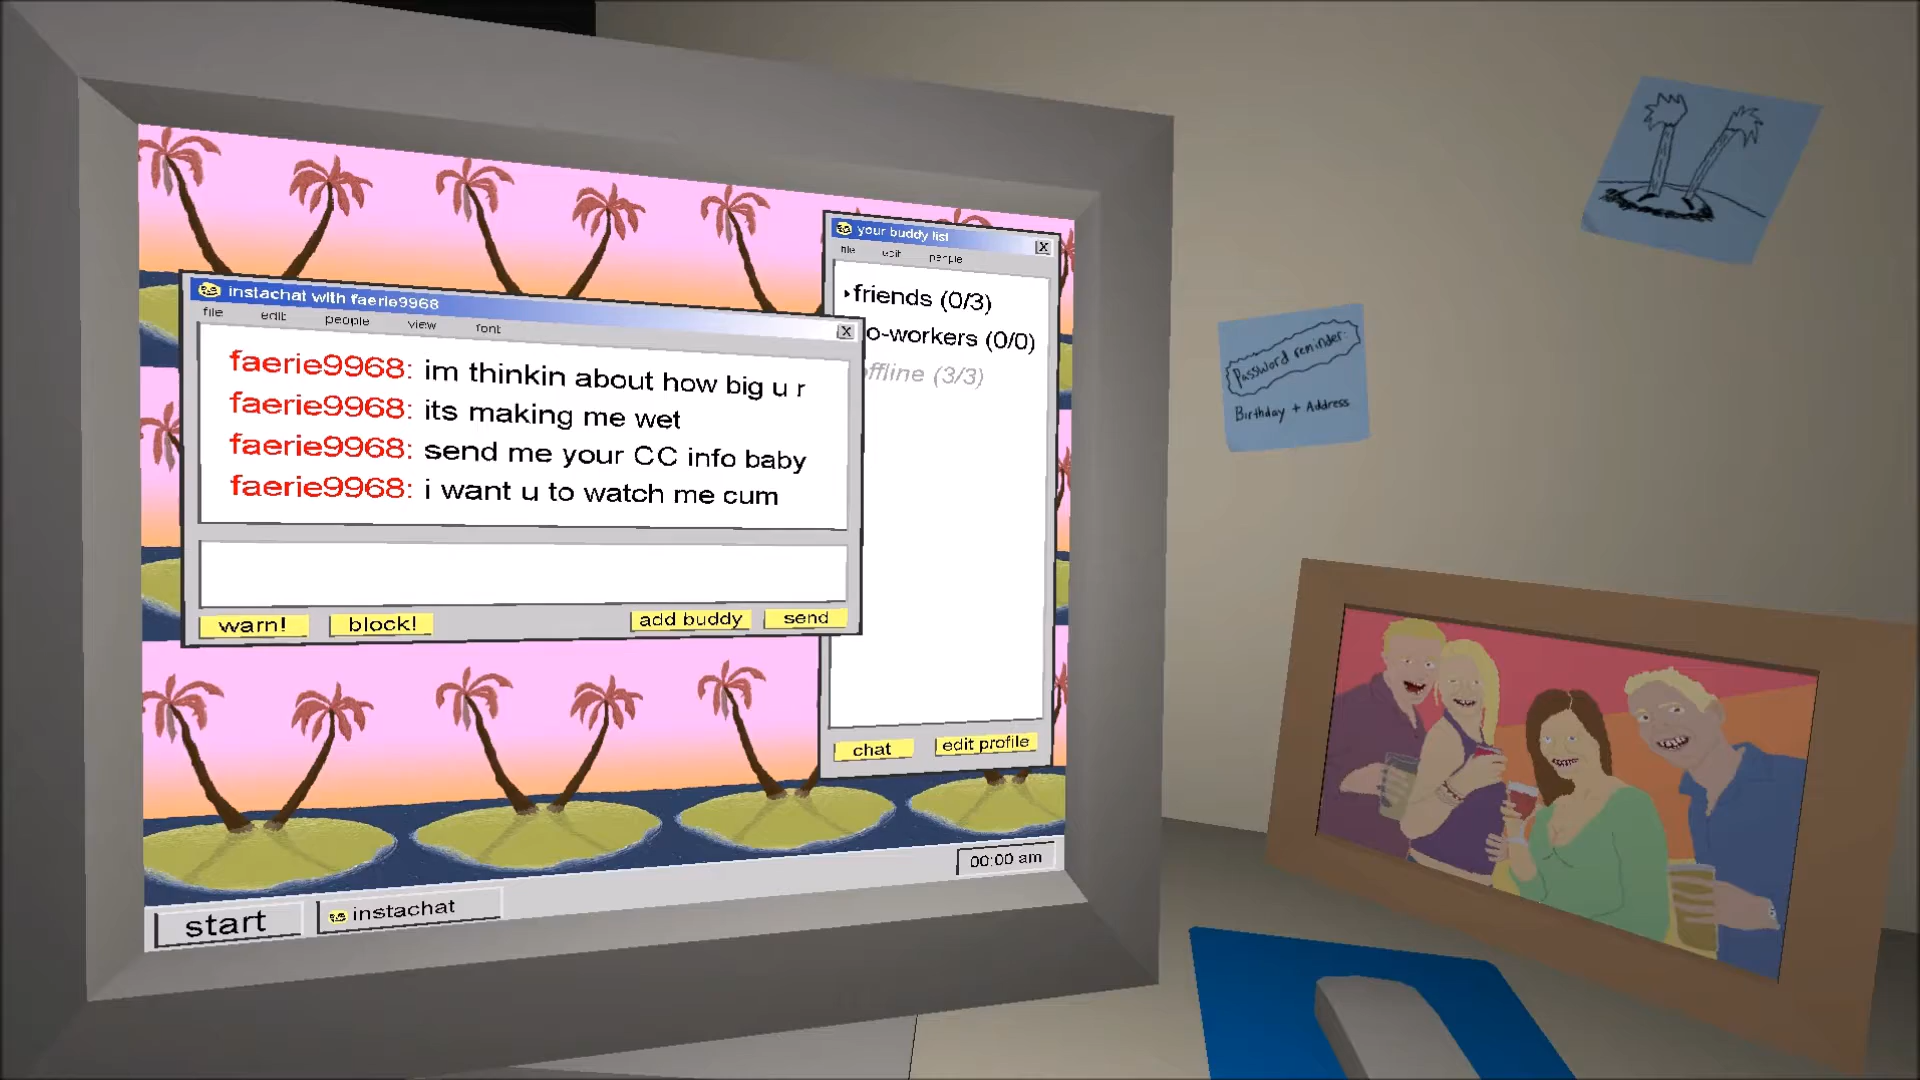 your buddy list
file edit people
friends (0/3)
o-workers (0/0)
ffline (3/3)
chat edit profile
instachat with faerie9968
file edit people view font
faerie9968: im thinkin about how big u r
faerie9968: its making me wet
faerie9968: send me your CC info baby
faerie9968: i want u to watch me cum
warn! block! add buddy send
00:00 am
start instachat
Password reminder:
Birthday + Address